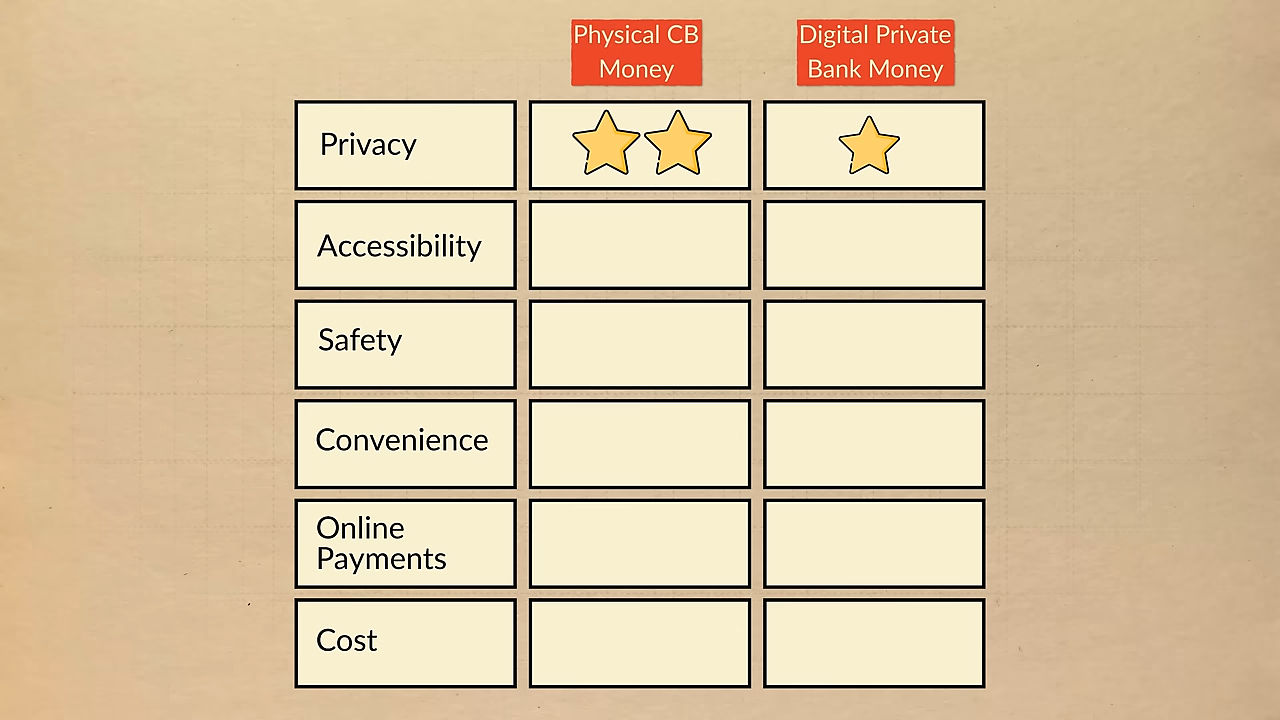 Physical CB
Money
Digital Private
Bank Money
Privacy
Accessibility
Safety
Convenience
Online
Payments
Cost